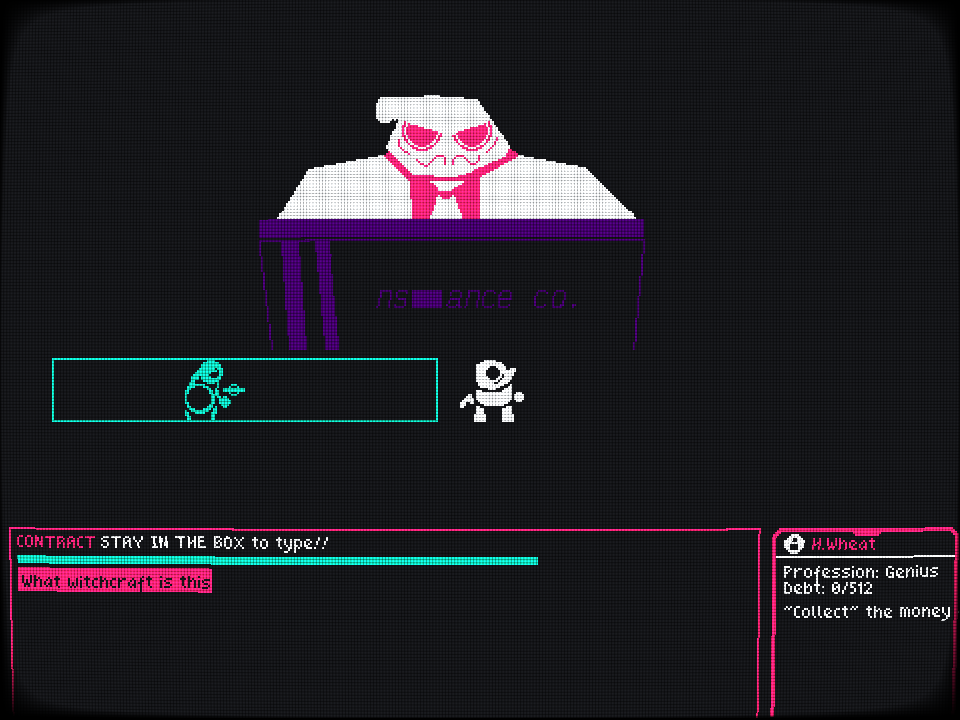 ance co.
CONTRACT STAY IN THE BOX to type//
What witchcraft is this
H.Wheat
Profession: Genius
Debt: 0/512
~Collect~ the money